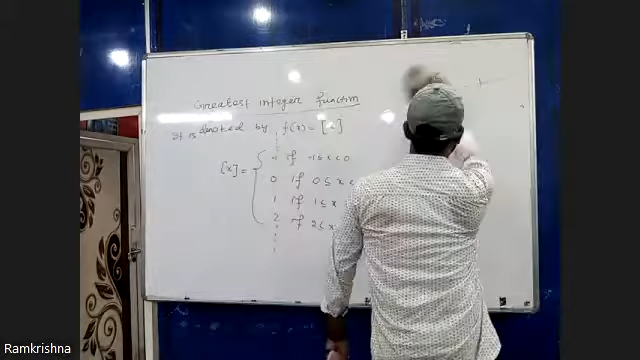 Greatest integer function
It is denoted by f(x) = [x]
[x] =
-1 if -1 ≤ x < 0
0 if 0 ≤ x <
1 if 1 ≤ x
2 if 2 ≤ x
Ramkrishna